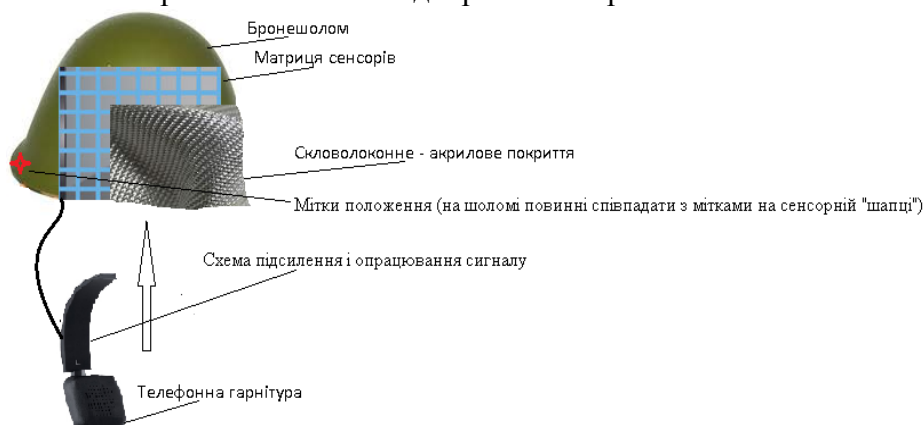 Бронешолом
Матриця сенсорів
Скловолоконне - акрилове покриття
Мітки положення (на шоломі повинні співпадати з мітками на сенсорній "шапці")
Схема підсилення і опрацювання сигналу
Телефонна гарнітура